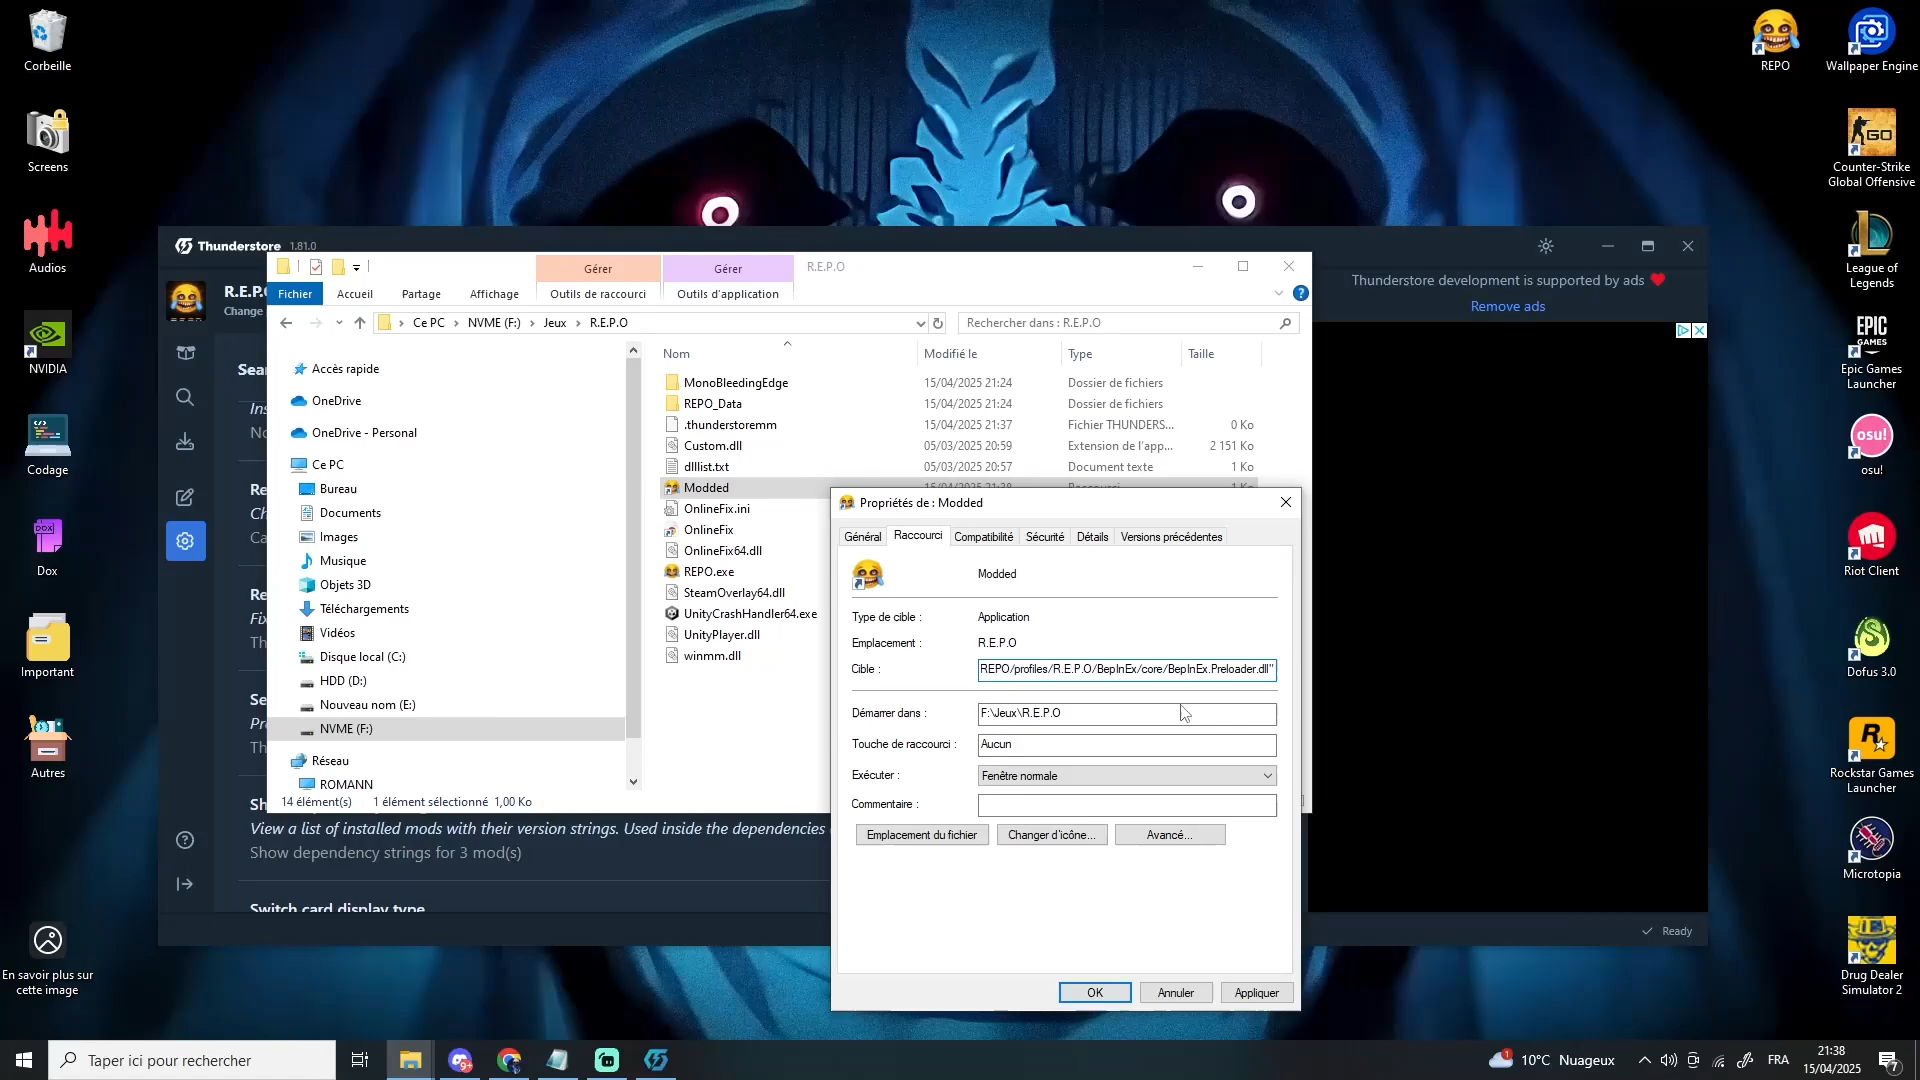 Corbeille
Screens
Audios
NVIDIA
Codage
Dox
Important
Autres
En savoir plus sur
cette image
REPO
Wallpaper Engine
Counter-Strike
Global Offensive
League of
Legends
EPIC
GAMES
Epic Games
Launcher
osu!
osu!
Riot Client
Dofus 3.0
Rockstar Games
Launcher
Microtopia
Drug Dealer
Simulator 2
Thunderstore 1.81.0
Thunderstore development is supported by ads
Remove ads
Change
View a list of installed mods with their version strings. Used inside the dependencies
Show dependency strings for 3 mod(s)
Switch card display type
Ready
Gérer
Gérer
R.E.P.O
Fichier
Accueil
Partage
Affichage
Outils de raccourci
Outils d'application
Ce PC
NVME (F:)
Jeux
R.E.P.O
Rechercher dans : R.E.P.O
Accès rapide
OneDrive
OneDrive - Personal
Ce PC
Bureau
Documents
Images
Musique
Objets 3D
Téléchargements
Vidéos
Disque local (C:)
HDD (D:)
Nouveau nom (E:)
NVME (F:)
Réseau
ROMANN
Nom Modifié le Type Taille
MonoBleedingEdge 15/04/2025 21:24 Dossier de fichiers
REPO_Data 15/04/2025 21:24 Dossier de fichiers
.thunderstoremm 15/04/2025 21:37 Fichier THUNDERS... 0 Ko
Custom.dll 05/03/2025 20:59 Extension de l'app... 2 151 Ko
dlllist.txt 05/03/2025 20:57 Document texte 1 Ko
Modded
OnlineFix.ini
OnlineFix
OnlineFix64.dll
REPO.exe
SteamOverlay64.dll
UnityCrashHandler64.exe
UnityPlayer.dll
winmm.dll
14 élément(s) 1 élément sélectionné 1,00 Ko
Propriétés de : Modded
Général
Raccourci
Compatibilité
Sécurité
Détails
Versions précédentes
Modded
Type de cible : Application
Emplacement : R.E.P.O
Cible : REPO/profiles/R.E.P.O/BepInEx/core/BepInEx.Preloader.dll"
Démarrer dans : F:\Jeux\R.E.P.O
Touche de raccourci : Aucun
Exécuter : Fenêtre normale
Commentaire :
Emplacement du fichier
Changer d'icône...
Avancé...
OK
Annuler
Appliquer
Taper ici pour rechercher
10°C Nuageux
FRA
21:38
15/04/2025